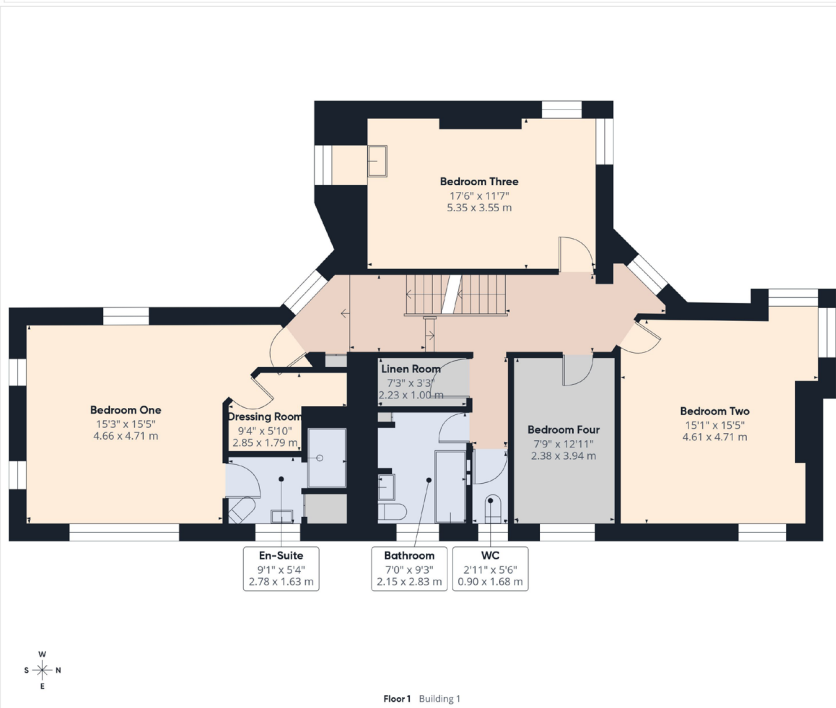 Bedroom Three
17'6" x 11'7"
5.35 x 3.55 m
Linen Room
7'3" x 3'3"
2.23 x 1.00 m
Bedroom One
15'3" x 15'5"
4.66 x 4.71 m
Dressing Room
9'4" x 5'10"
2.85 x 1.79 m
Bedroom Four
7'9" x 12'11"
2.38 x 3.94 m
Bedroom Two
15'1" x 15'5"
4.61 x 4.71 m
En-Suite
9'1" x 5'4"
2.78 x 1.63 m
Bathroom
7'0" x 9'3"
2.15 x 2.83 m
WC
2'11" x 5'6"
0.90 x 1.68 m
W
S N
E
Floor 1 Building 1